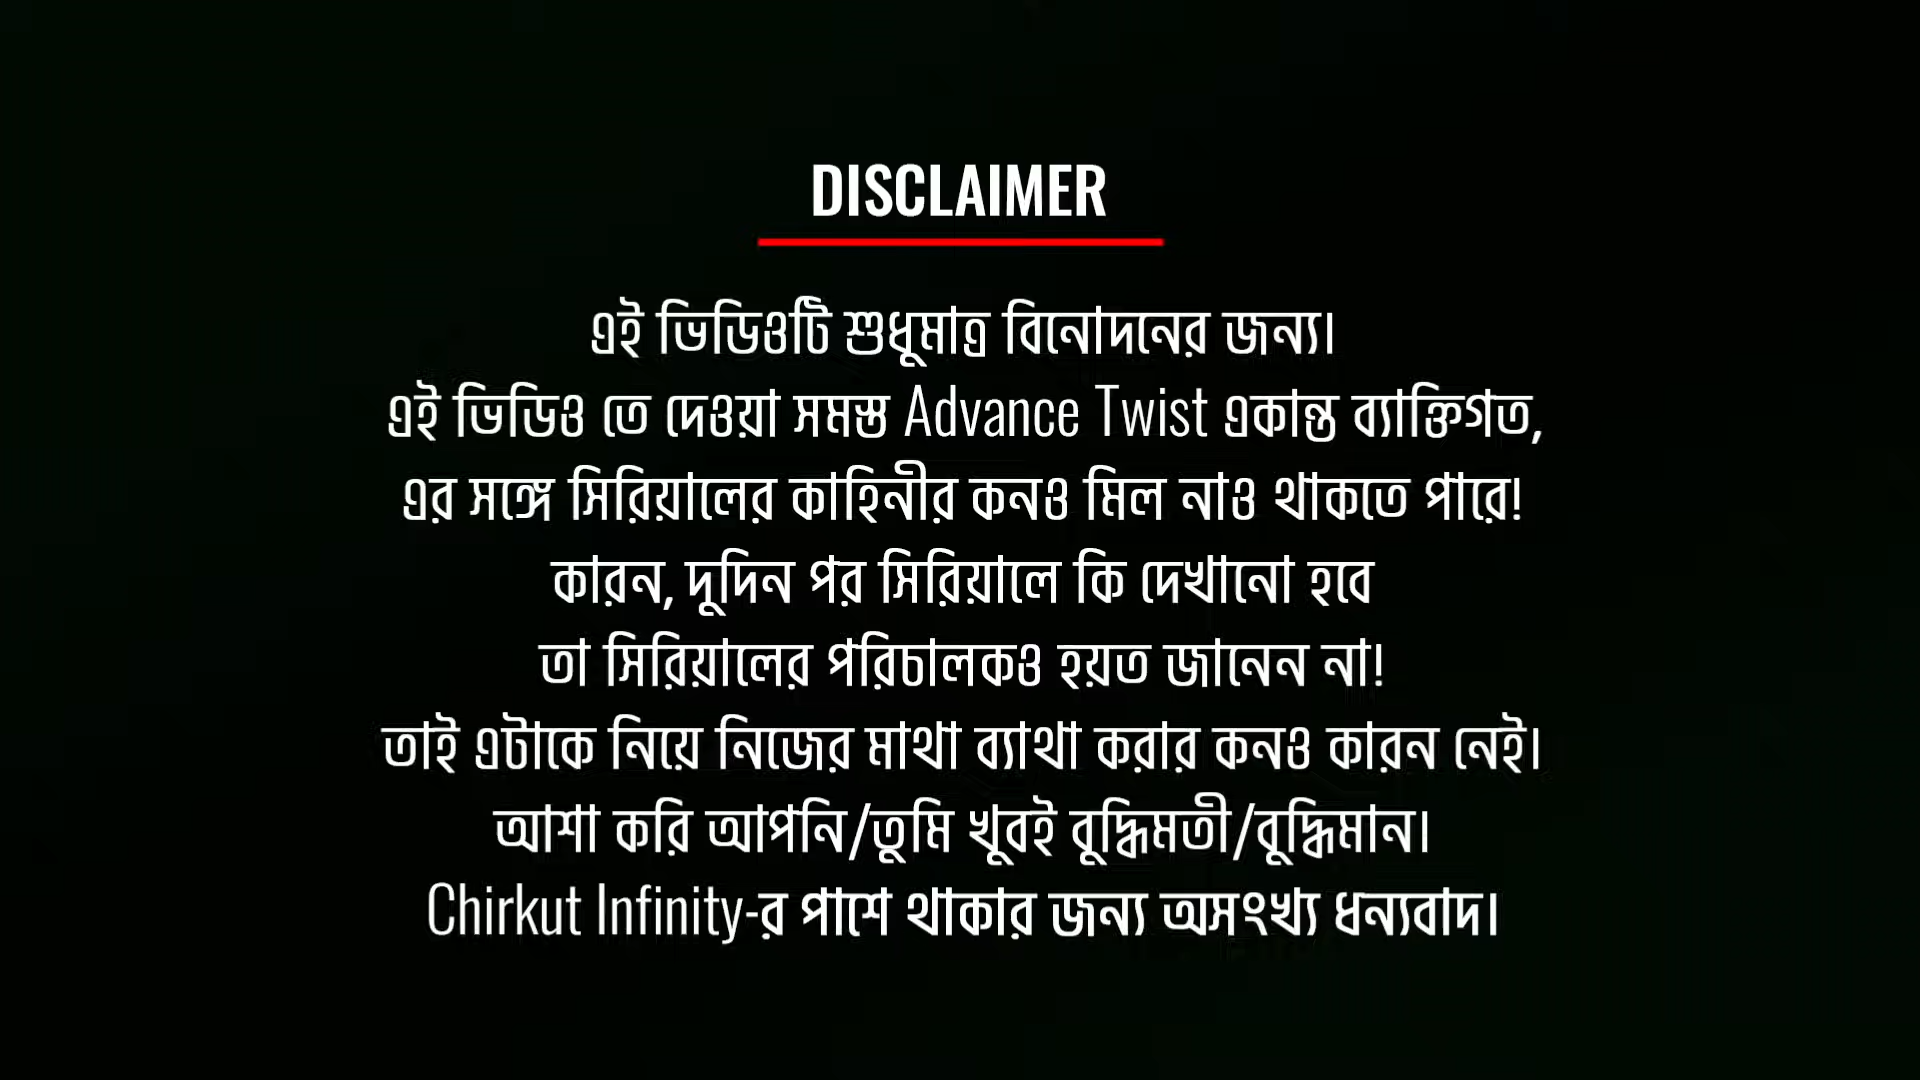 DISCLAIMER
এই ভিডিওটি শুধুমাত্র বিনোদনের জন্য।
এই ভিডিও তে দেওয়া সমস্ত Advance Twist একান্ত ব্যাক্তিগত,
এর সঙ্গে সিরিয়ালের কাহিনীর কনও মিল নাও থাকতে পারে!
কারন, দুদিন পর সিরিয়ালে কি দেখানো হবে
তা সিরিয়ালের পরিচালকও হয়ত জানেন না!
তাই এটাকে নিয়ে নিজের মাথা ব্যাথা করার কনও কারন নেই।
আশা করি আপনি/তুমি খুবই বুদ্ধিমতী/বুদ্ধিমান।
Chirkut Infinity-র পাশে থাকার জন্য অসংখ্য ধন্যবাদ।